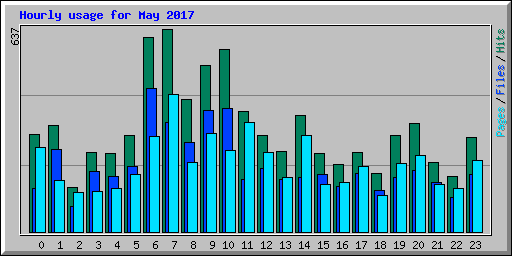 Hourly usage for May 2017
637
Pages / Files / Hits
0 1 2 3 4 5 6 7 8 9 10 11 12 13 14 15 16 17 18 19 20 21 22 23